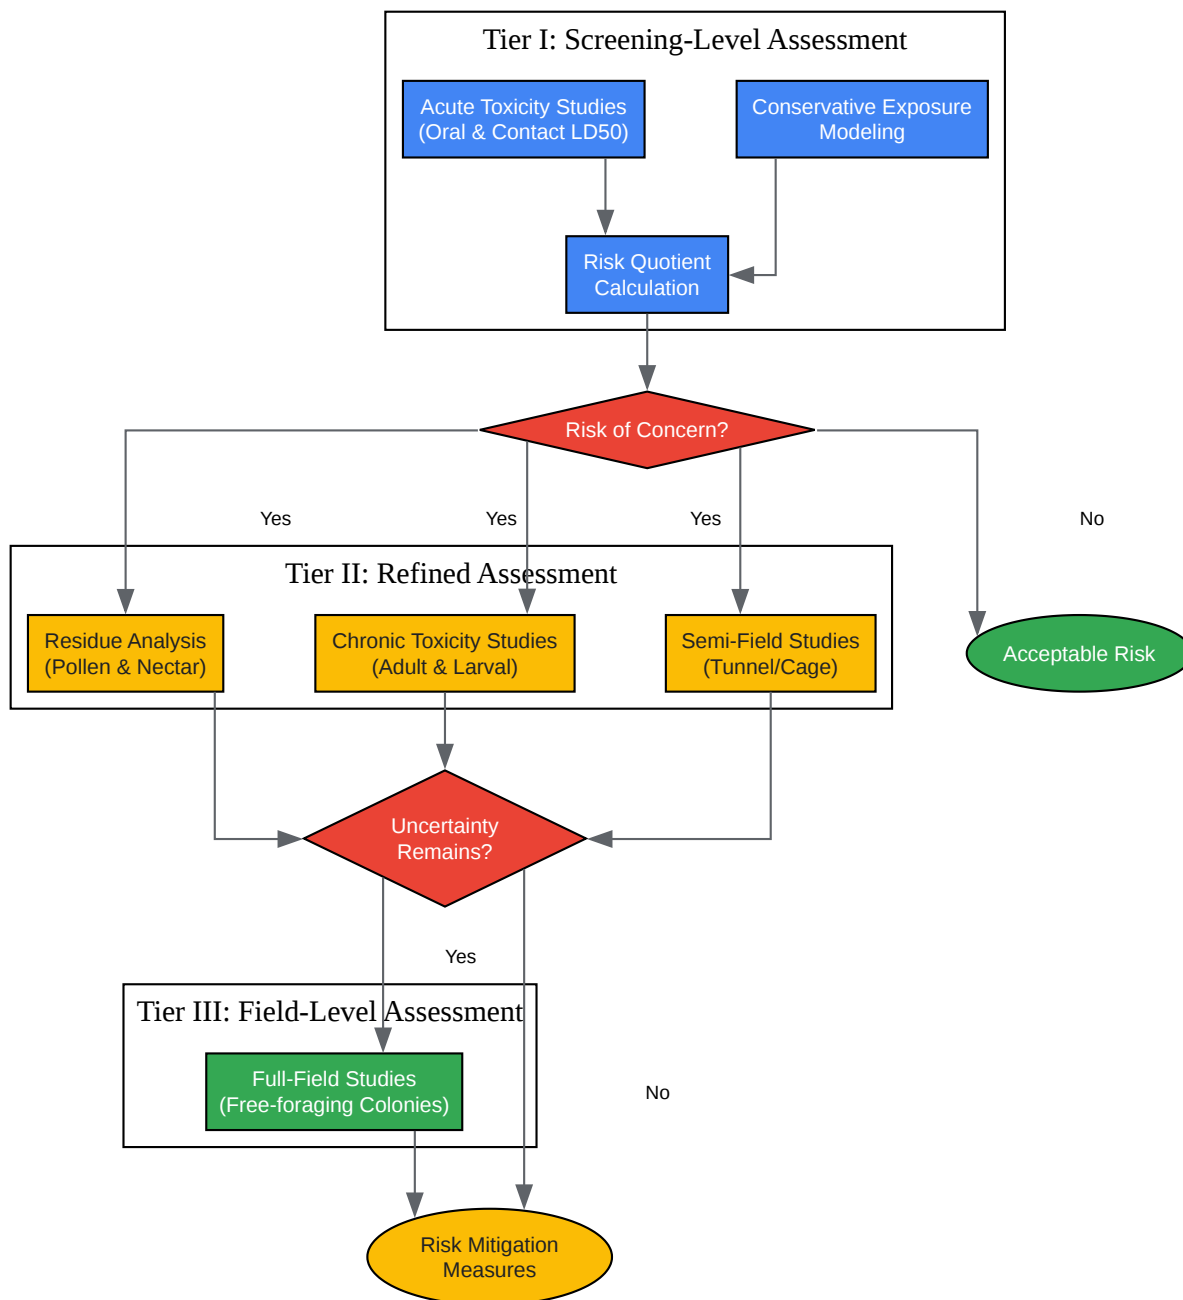 Tier I: Screening-Level Assessment
Acute Toxicity Studies
(Oral & Contact LD50)
Conservative Exposure
Modeling
Risk Quotient
Calculation
Risk of Concern?
Yes
Yes
Yes
No
Tier II: Refined Assessment
Residue Analysis
(Pollen & Nectar)
Chronic Toxicity Studies
(Adult & Larval)
Semi-Field Studies
(Tunnel/Cage)
Acceptable Risk
Uncertainty
Remains?
Yes
Tier III: Field-Level Assessment
Full-Field Studies
(Free-foraging Colonies)
No
Risk Mitigation
Measures